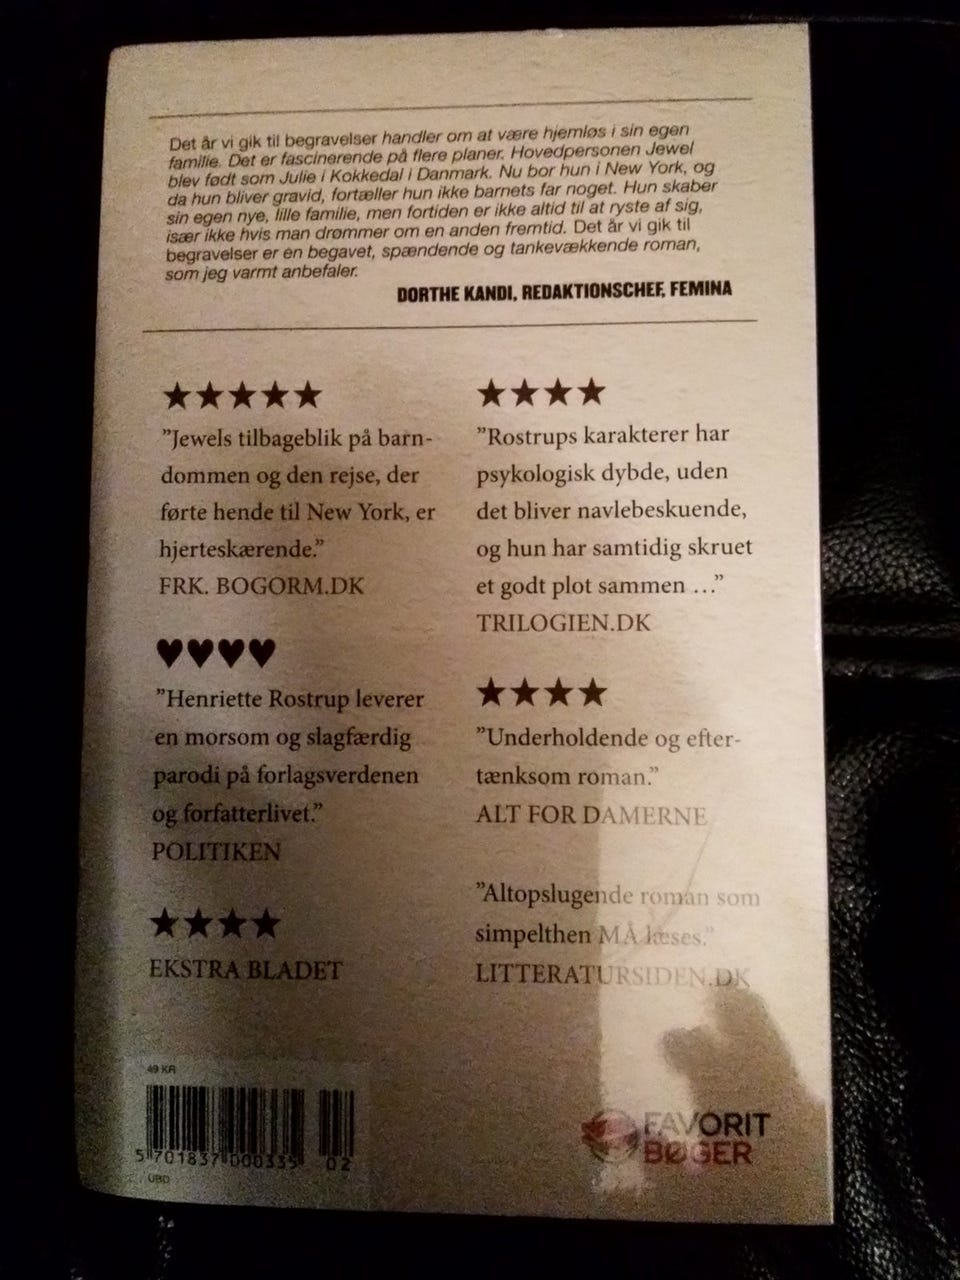 Det år vi gik til begravelser handler om at være hjemløs i sin egen
familie. Det er fascinerende på flere planer. Hovedpersonen Jewel
blev født som Julie i Kokkedal i Danmark. Nu bor hun i New York, og
da hun bliver gravid, fortæller hun ikke barnets far noget. Hun skaber
sin egen nye, lille familie, men fortiden er ikke altid til at ryste af sig,
især ikke hvis man drømmer om en anden fremtid. Det år vi gik til
begravelser er en begavet, spændende og tankevækkende roman,
som jeg varmt anbefaler.
DORTHE KANDI, REDAKTIONSCHEF, FEMINA
★★★★★
”Jewels tilbageblik på barn-
dommen og den rejse, der
førte hende til New York, er
hjerteskærende.”
FRK. BOGORM.DK
♥♥♥♥
”Henriette Rostrup leverer
en morsom og slagfærdig
parodi på forlagsverdenen
og forfatterlivet.”
POLITIKEN
★★★★
EKSTRA BLADET
★★★★
”Rostrups karakterer har
psykologisk dybde, uden
det bliver navlebeskuende,
og hun har samtidig skruet
et godt plot sammen …”
TRILOGIEN.DK
★★★★
”Underholdende og efter-
tænksom roman.”
ALT FOR DAMERNE
”Altopslugende roman som
simpelthen MÅ læses.”
LITTERATURSIDEN.DK
49 KR
5 701837 000335 02
UBD
FAVORIT
BØGER